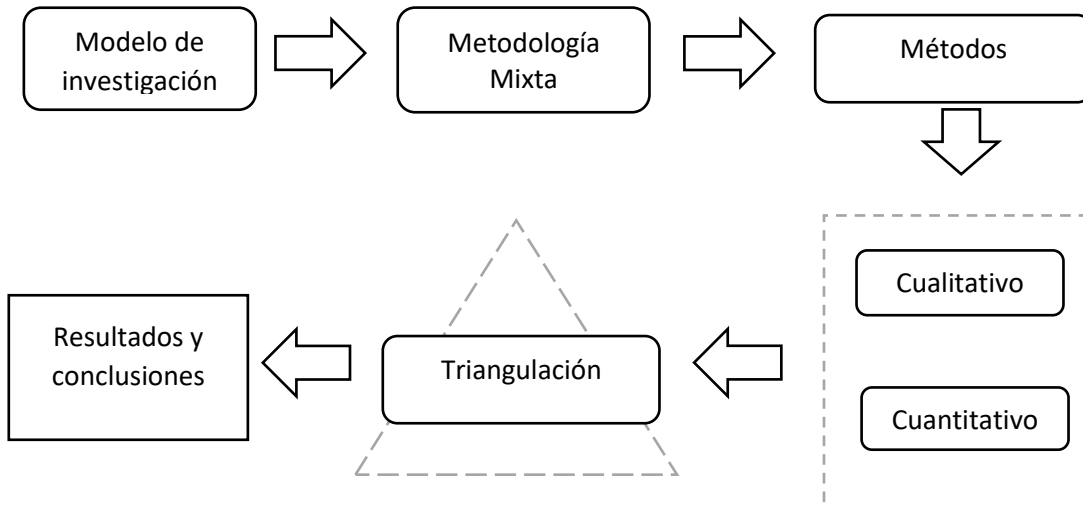 Modelo de
investigación
Metodología
Mixta
Métodos
Cualitativo
Cuantitativo
Triangulación
Resultados y
conclusiones